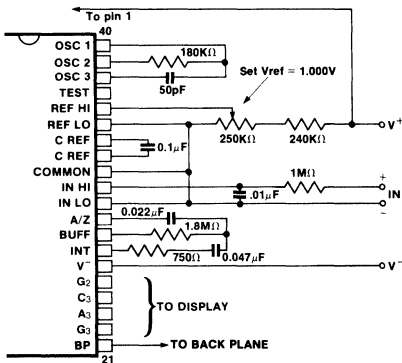 To pin 1
40
OSC 1
180KΩ
OSC 2
OSC 3
50pF
Set Vref = 1.000V
TEST
REF HI
REF LO
250KΩ
240KΩ
V+
C REF
0.1µF
C REF
COMMON
1MΩ
+
IN HI
.01µF
IN
IN LO
−
0.022µF
A/Z
1.8MΩ
BUFF
INT
750Ω
0.047µF
V−
V−
G2
C3
TO DISPLAY
A3
G3
BP
TO BACK PLANE
21